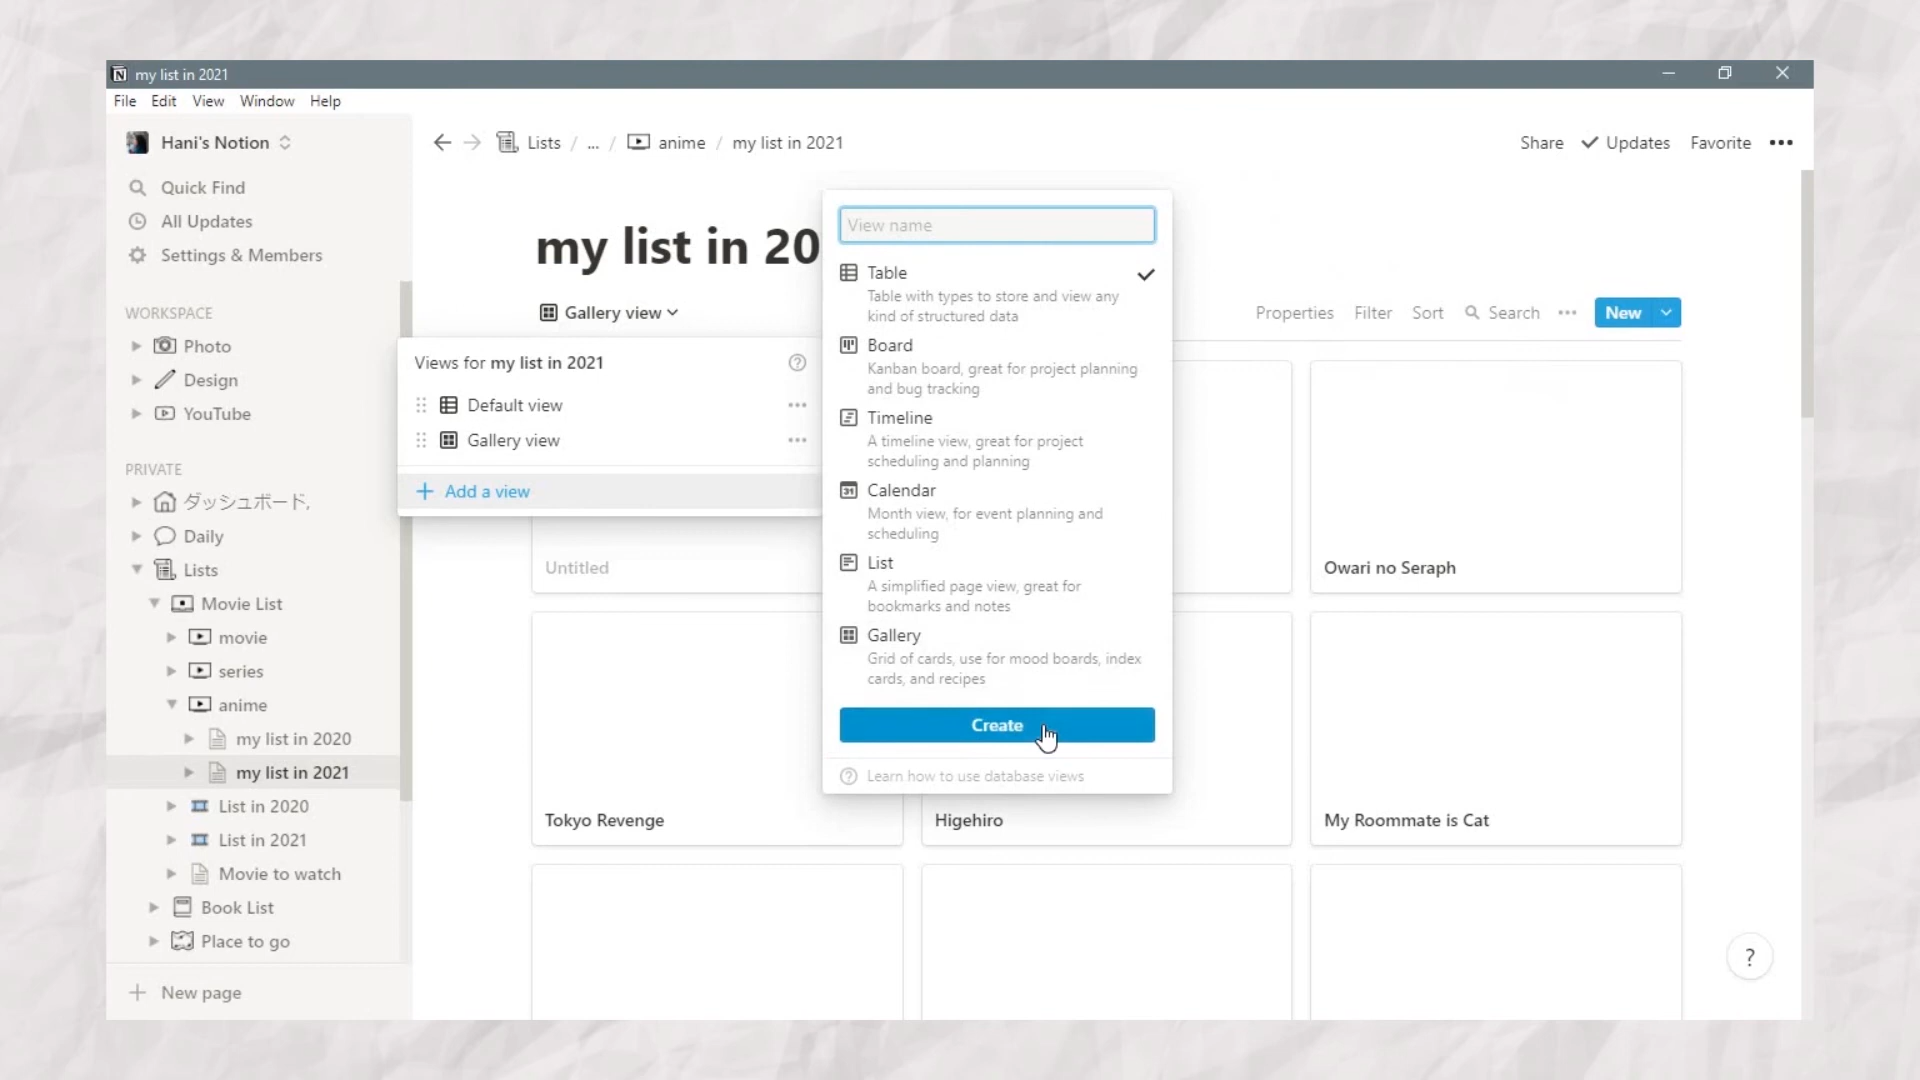 my list in 2021
File Edit View Window Help
Hani's Notion
Quick Find
All Updates
Settings & Members
WORKSPACE
Photo
Design
YouTube
PRIVATE
ダッシュボード,
Daily
Lists
Movie List
movie
series
anime
my list in 2020
my list in 2021
List in 2020
List in 2021
Movie to watch
Book List
Place to go
New page
Lists / ... / anime / my list in 2021
Share Updates Favorite
my list in 20
Gallery view
Properties Filter Sort Search New
Views for my list in 2021
Default view
Gallery view
Add a view
View name
Table
Table with types to store and view any
kind of structured data
Board
Kanban board, great for project planning
and bug tracking
Timeline
A timeline view, great for project
scheduling and planning
31
Calendar
Month view, for event planning and
scheduling
List
A simplified page view, great for
bookmarks and notes
Gallery
Grid of cards, use for mood boards, index
cards, and recipes
Create
Learn how to use database views
Untitled
Owari no Seraph
Tokyo Revenge
Higehiro
My Roommate is Cat
?